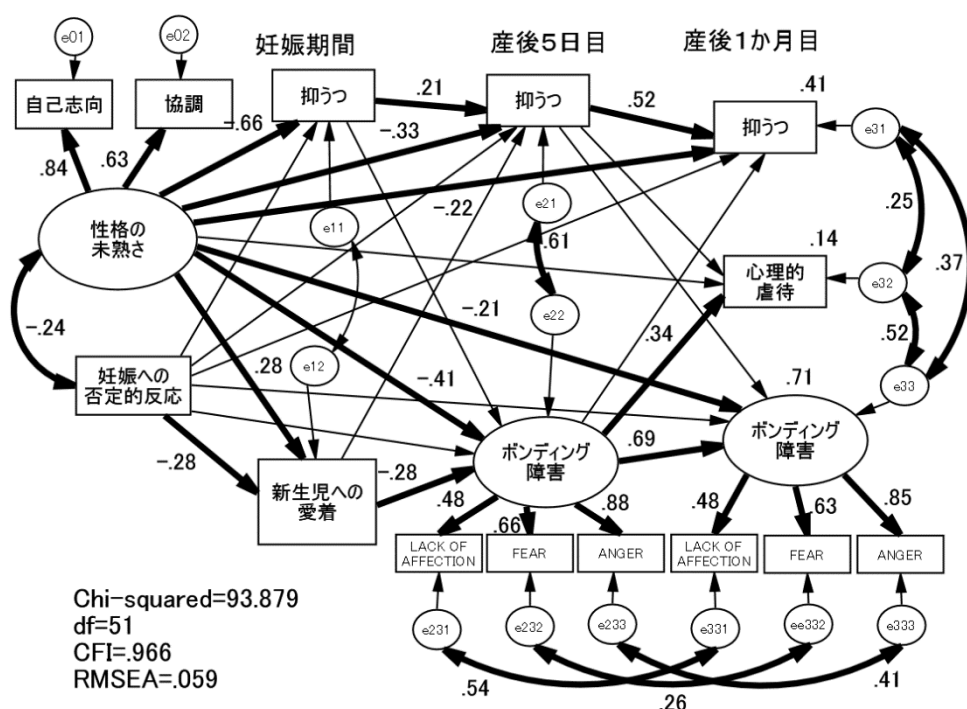 e01
e02
妊娠期間
産後5日目
産後1か月目
自己志向
協調
抑うつ
.21
抑うつ
.52
.41
抑うつ
e31
-.66
-.33
.84
.63
-.22
.25
.37
性格の
未熟さ
e11
e21
.61
e22
.14
心理的
虐待
e32
-.24
-.21
.34
.52
妊娠への
否定的反応
.28
e12
-.41
.71
e33
-.28
新生児への
愛着
-.28
ボンディング
障害
.69
ボンディング
障害
.48
.66
.88
.48
.63
.85
LACK OF
AFFECTION
FEAR
ANGER
LACK OF
AFFECTION
FEAR
ANGER
e231
e232
e233
e331
ee332
e333
.54
.26
.41
Chi-squared=93.879
df=51
CFI=.966
RMSEA=.059